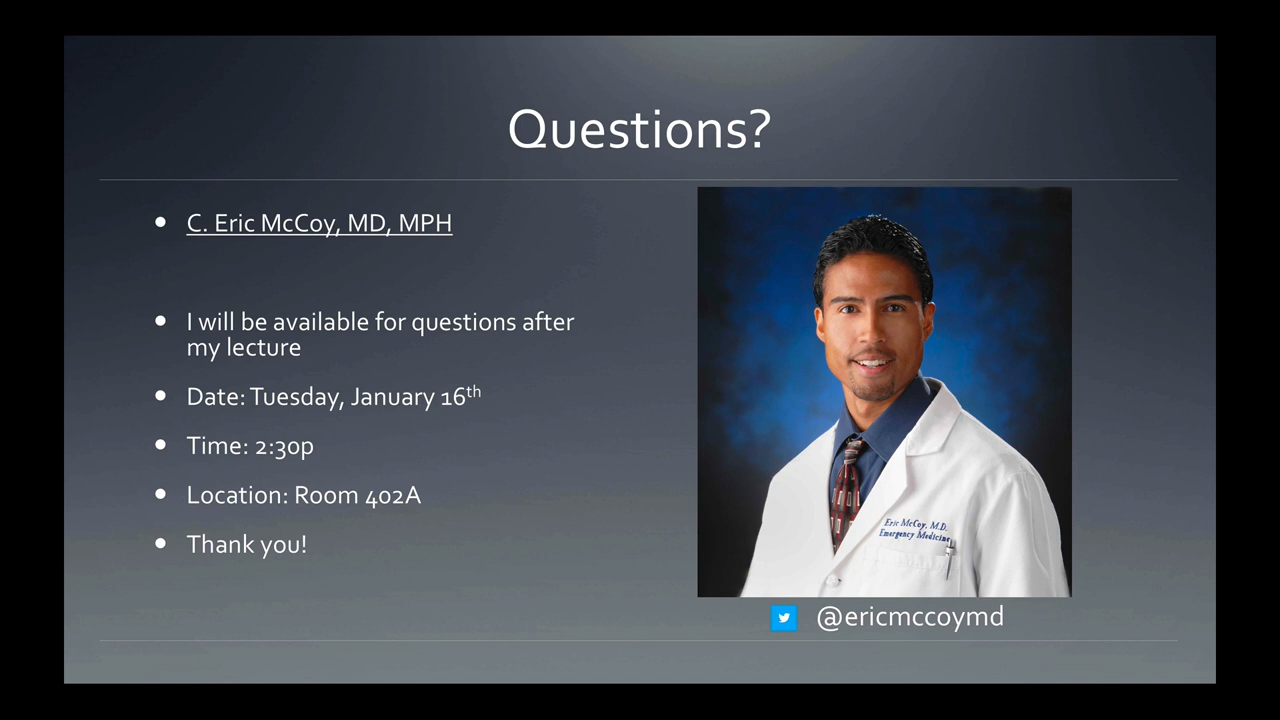 Questions?
C. Eric McCoy, MD, MPH
I will be available for questions after
my lecture
Date: Tuesday, January 16th
Time: 2:30p
Location: Room 402A
Thank you!
Eric McCoy, M.D.
Emergency Medicine
@ericmccoymd